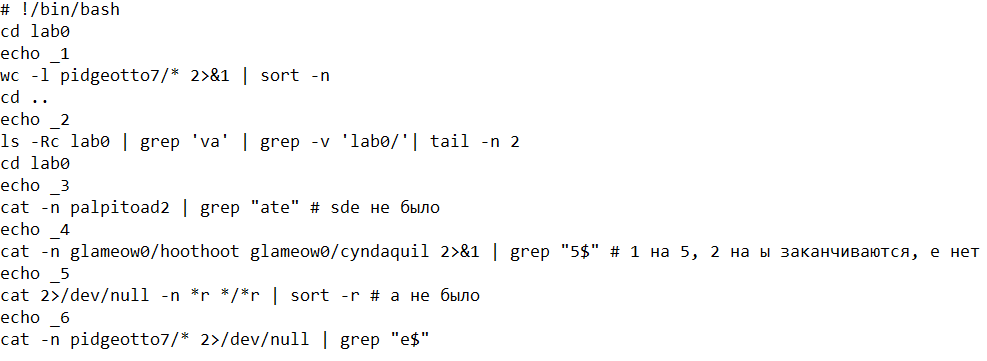 # !/bin/bash
cd lab0
echo _1
wc -l pidgeotto7/* 2>&1 | sort -n
cd ..
echo _2
ls -Rc lab0 | grep 'va' | grep -v 'lab0/'| tail -n 2
cd lab0
echo _3
cat -n palpitoad2 | grep "ate" # sde не было
echo _4
cat -n glameow0/hoothoot glameow0/cyndaquil 2>&1 | grep "5$" # 1 на 5, 2 на ы заканчиваются, е нет
echo _5
cat 2>/dev/null -n *r */*r | sort -r # а не было
echo _6
cat -n pidgeotto7/* 2>/dev/null | grep "e$"